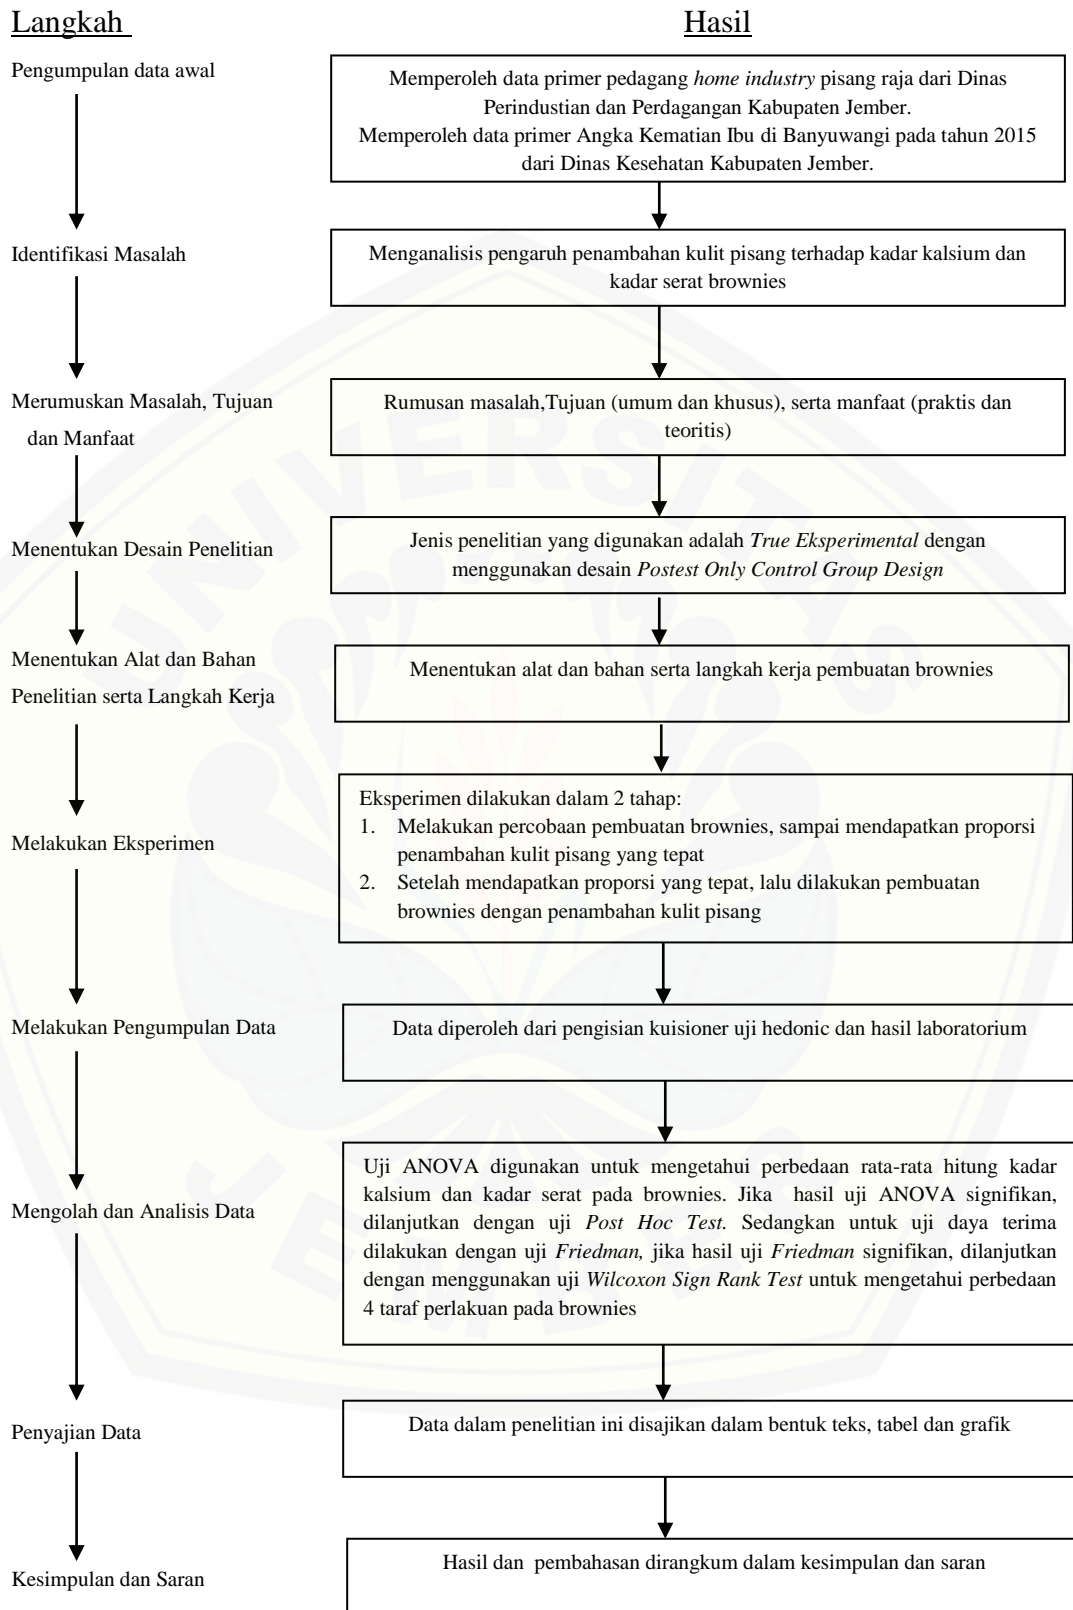 Langkah
Hasil
Pengumpulan data awal
Memperoleh data primer pedagang home industry pisang raja dari Dinas
Perindustian dan Perdagangan Kabupaten Jember.
Memperoleh data primer Angka Kematian Ibu di Banyuwangi pada tahun 2015
dari Dinas Kesehatan Kabupaten Jember.
Identifikasi Masalah
Menganalisis pengaruh penambahan kulit pisang terhadap kadar kalsium dan
kadar serat brownies
Merumuskan Masalah, Tujuan
dan Manfaat
Rumusan masalah,Tujuan (umum dan khusus), serta manfaat (praktis dan
teoritis)
Menentukan Desain Penelitian
Jenis penelitian yang digunakan adalah True Eksperimental dengan
menggunakan desain Postest Only Control Group Design
Menentukan Alat dan Bahan
Penelitian serta Langkah Kerja
Menentukan alat dan bahan serta langkah kerja pembuatan brownies
Melakukan Eksperimen
Eksperimen dilakukan dalam 2 tahap:
1. Melakukan percobaan pembuatan brownies, sampai mendapatkan proporsi
penambahan kulit pisang yang tepat
2. Setelah mendapatkan proporsi yang tepat, lalu dilakukan pembuatan
brownies dengan penambahan kulit pisang
Melakukan Pengumpulan Data
Data diperoleh dari pengisian kuisioner uji hedonic dan hasil laboratorium
Mengolah dan Analisis Data
Uji ANOVA digunakan untuk mengetahui perbedaan rata-rata hitung kadar
kalsium dan kadar serat pada brownies. Jika hasil uji ANOVA signifikan,
dilanjutkan dengan uji Post Hoc Test. Sedangkan untuk uji daya terima
dilakukan dengan uji Friedman, jika hasil uji Friedman signifikan, dilanjutkan
dengan menggunakan uji Wilcoxon Sign Rank Test untuk mengetahui perbedaan
4 taraf perlakuan pada brownies
Penyajian Data
Data dalam penelitian ini disajikan dalam bentuk teks, tabel dan grafik
Kesimpulan dan Saran
Hasil dan pembahasan dirangkum dalam kesimpulan dan saran
UNIVERSITAS
JEMBER